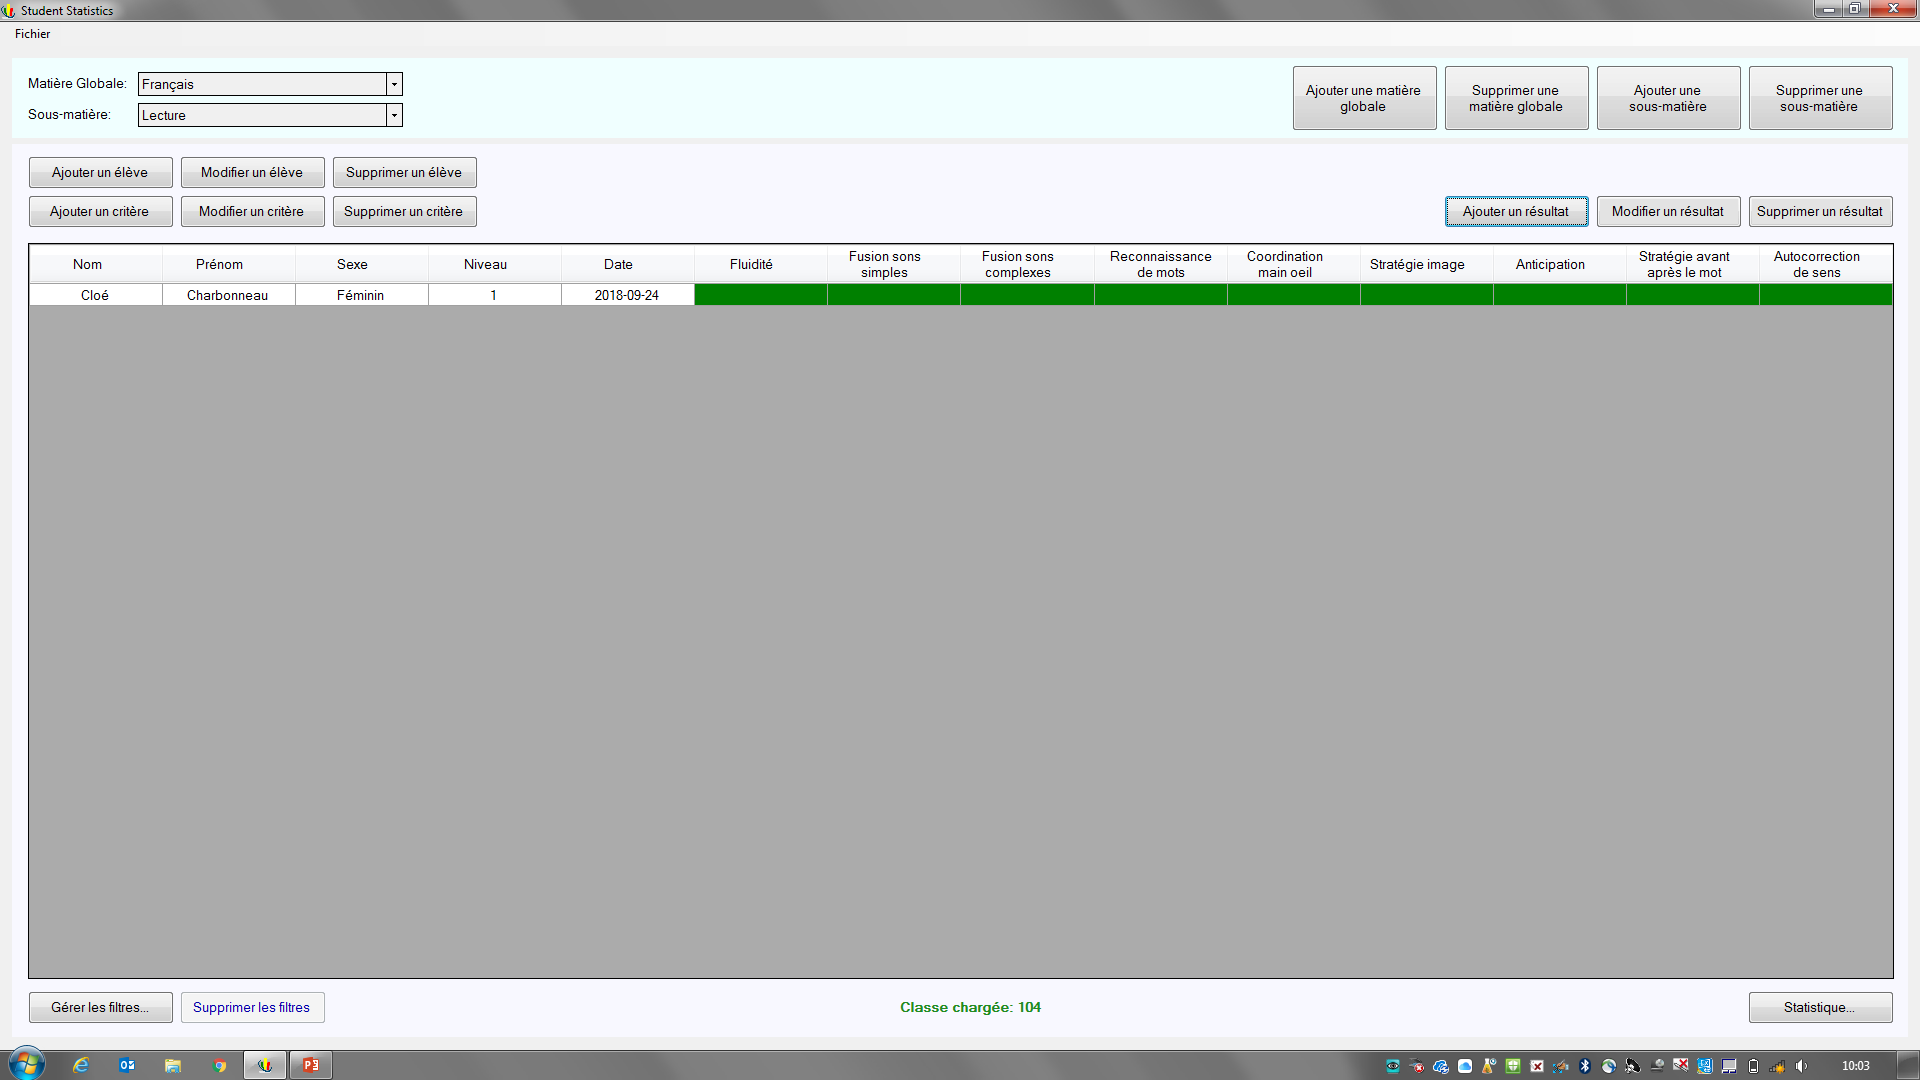 Student Statistics
Fichier
Matière Globale: Français
Sous-matière: Lecture
Ajouter une matière globale
Supprimer une matière globale
Ajouter une sous-matière
Supprimer une sous-matière
Ajouter un élève Modifier un élève Supprimer un élève
Ajouter un critère Modifier un critère Supprimer un critère
Ajouter un résultat Modifier un résultat Supprimer un résultat
Nom Prénom Sexe Niveau Date Fluidité Fusion sons simples Fusion sons complexes Reconnaissance de mots Coordination main oeil Stratégie image Anticipation Stratégie avant après le mot Autocorrection de sens
Cloé Charbonneau Féminin 1 2018-09-24
Gérer les filtres... Supprimer les filtres Classe chargée: 104 Statistique...
10:03